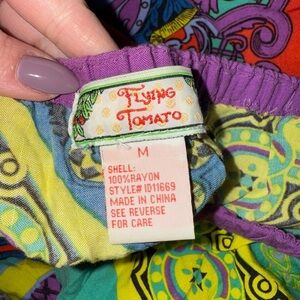 FLYING
TOMATO
M
SHELL:
100%RAYON
STYLE# ID11669
MADE IN CHINA
SEE REVERSE
FOR CARE